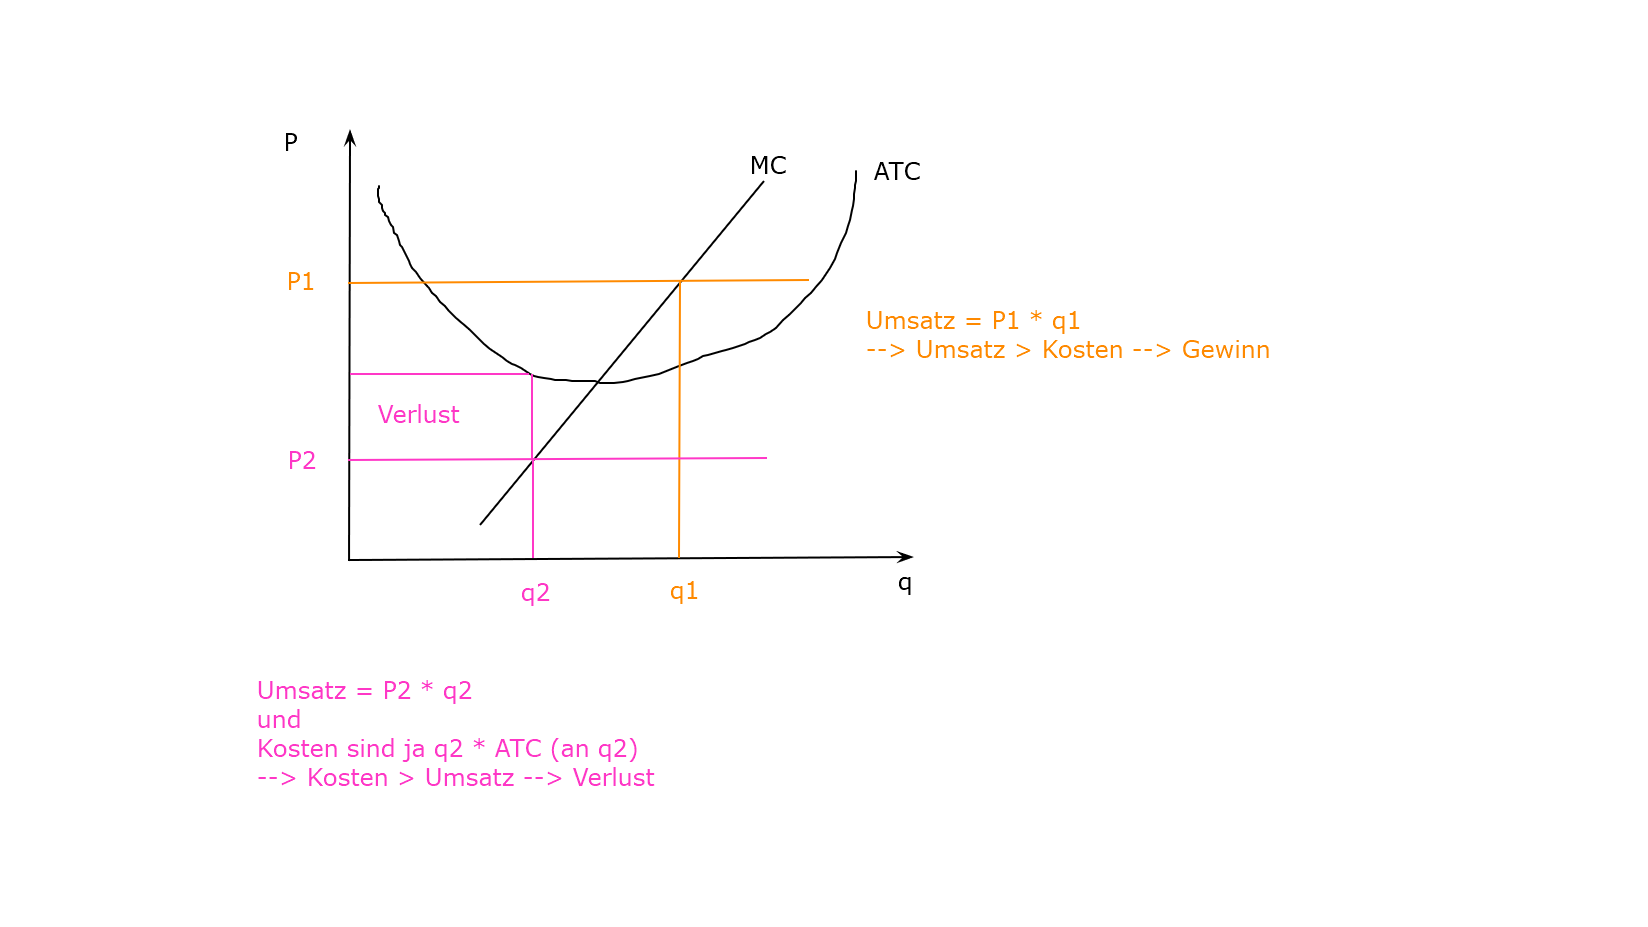 P
MC
ATC
P1
Umsatz = P1 * q1
--> Umsatz > Kosten --> Gewinn
Verlust
P2
q
q2
q1
Umsatz = P2 * q2
und
Kosten sind ja q2 * ATC (an q2)
--> Kosten > Umsatz --> Verlust